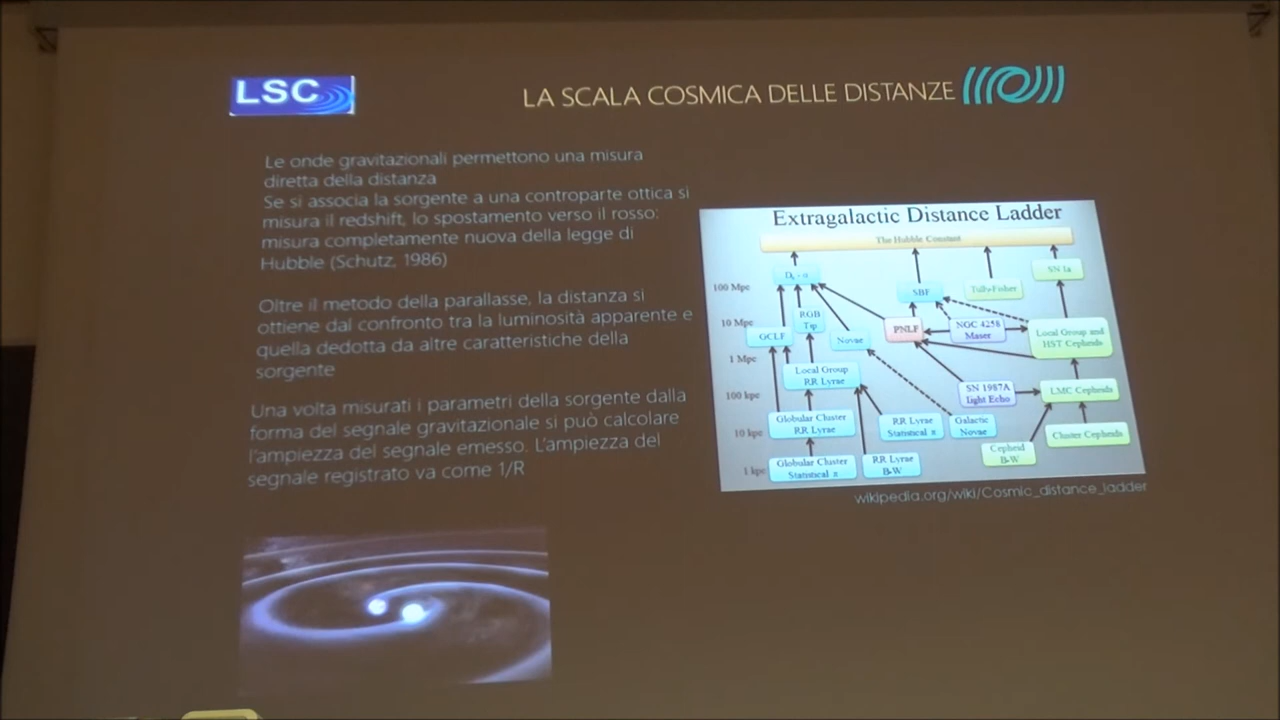 LSC
LA SCALA COSMICA DELLE DISTANZE
Le onde gravitazionali permettono una misura
diretta della distanza
Se si associa la sorgente a una controparte ottica si
misura il redshift, lo spostamento verso il rosso:
misura completamente nuova della legge di
Hubble (Schutz, 1986)
Oltre il metodo della parallasse, la distanza si
ottiene dal confronto tra la luminosità apparente e
quella dedotta da altre caratteristiche della
sorgente
Una volta misurati i parametri della sorgente dalla
forma del segnale gravitazionale si può calcolare
l'ampiezza del segnale emesso. L'ampiezza del
segnale registrato va come 1/R
Extragalactic Distance Ladder
The Hubble Constant
100 Mpc
10 Mpc
1 Mpc
100 kpc
10 kpc
1 kpc
SN Ia
SBF
Tully-Fisher
RGB
Tip
GCLF
Novae
PNLF
NGC 4258
Maser
Local Group and
HST Cepheids
Local Group
RR Lyrae
SN 1987A
Light Echo
LMC Cepheids
Globular Cluster
RR Lyrae
RR Lyrae
Statistical π
Galactic
Novae
Cluster Cepheids
Globular Cluster
Statistical π
RR Lyrae
B-W
Cepheid
B-W
wikipedia.org/wiki/Cosmic_distance_ladder